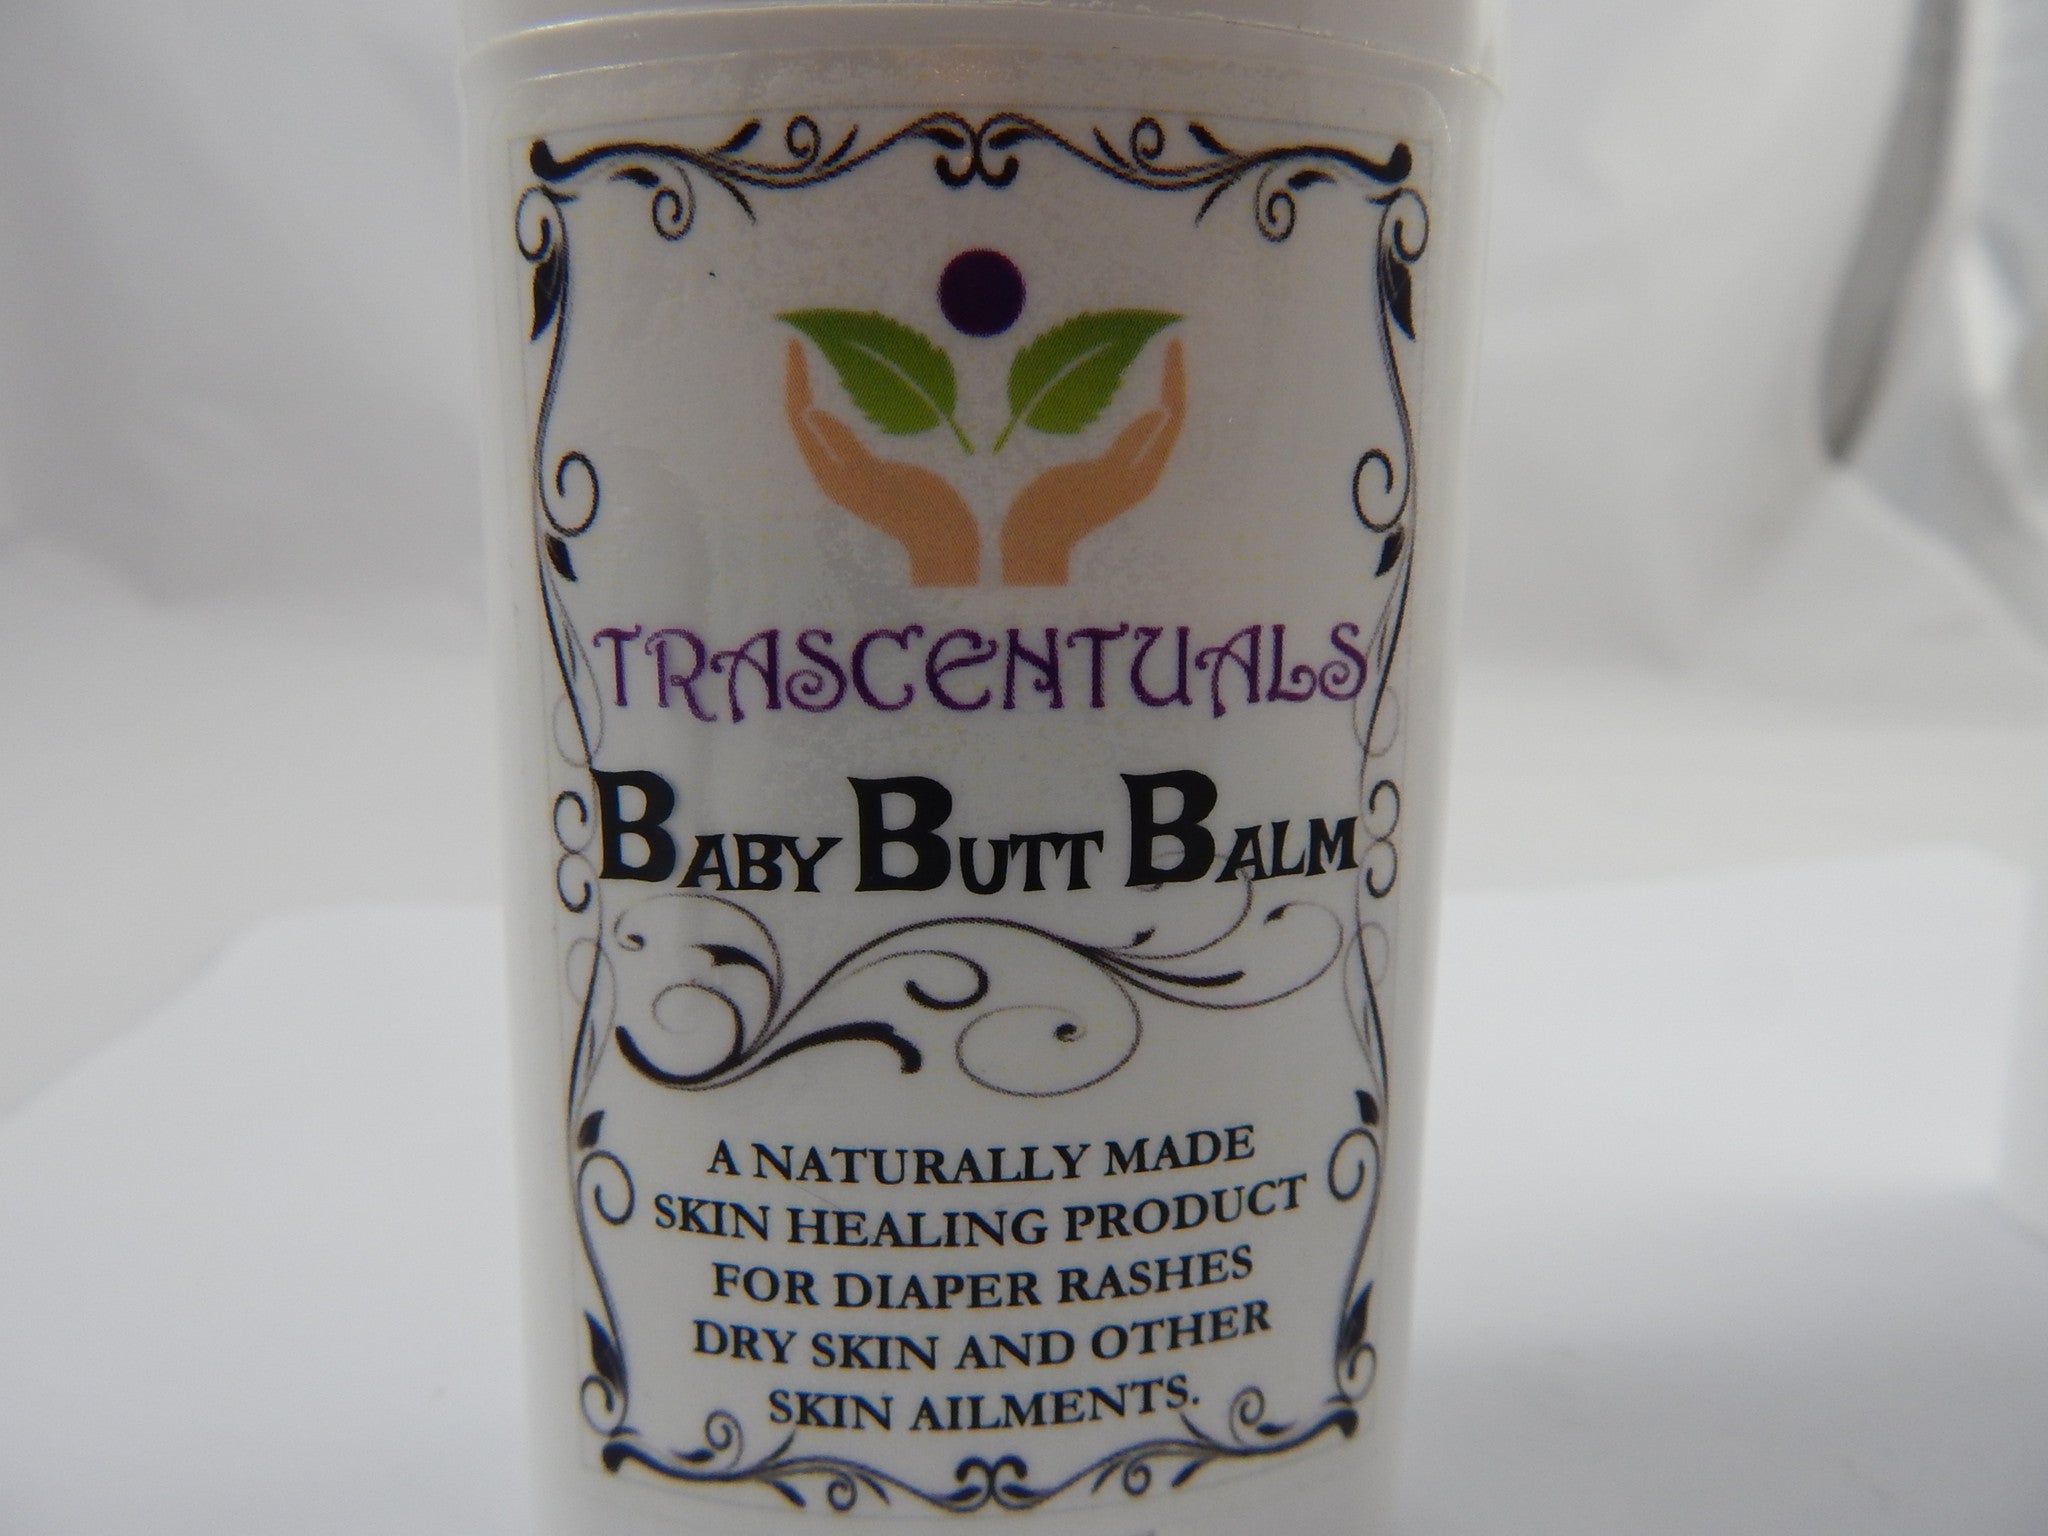 TRASCENTUALS
BABY BUTT BALM
A NATURALLY MADE
SKIN HEALING PRODUCT
FOR DIAPER RASHES
DRY SKIN AND OTHER
SKIN AILMENTS.